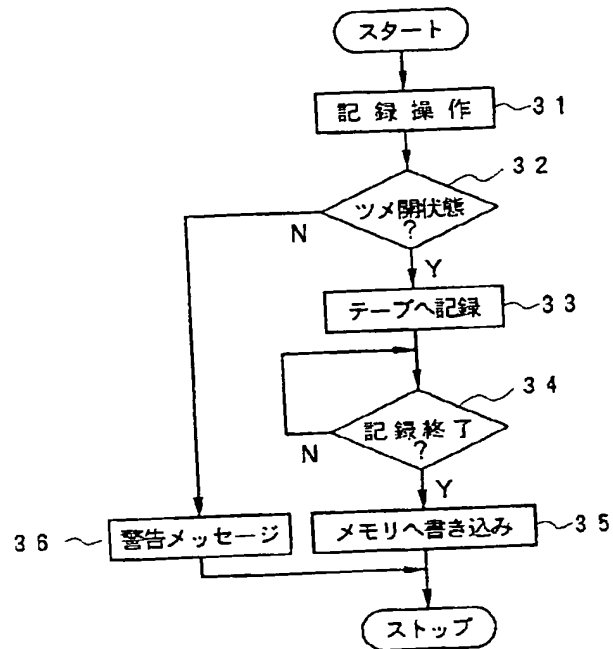 スタート
記録操作
31
32
ツメ開状態
?
N
Y
テープへ記録
33
34
記録終了
?
N
Y
36
警告メッセージ
メモリへ書き込み
35
ストップ